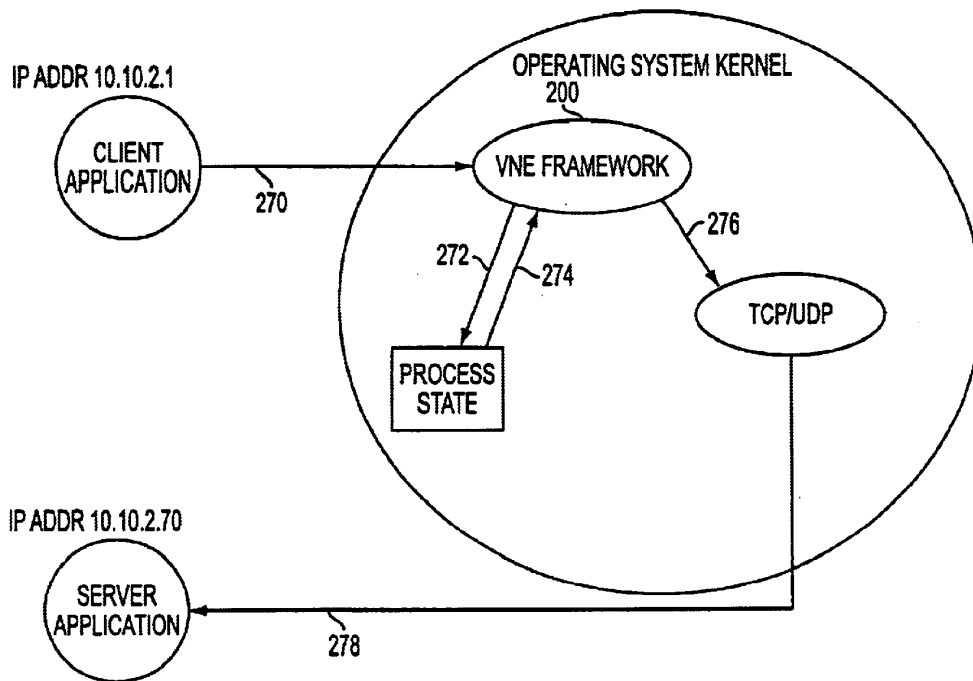 OPERATING SYSTEM KERNEL
200
IP ADDR 10.10.2.1
CLIENT
APPLICATION
270
VNE FRAMEWORK
276
272
274
TCP/UDP
PROCESS
STATE
IP ADDR 10.10.2.70
SERVER
APPLICATION
278